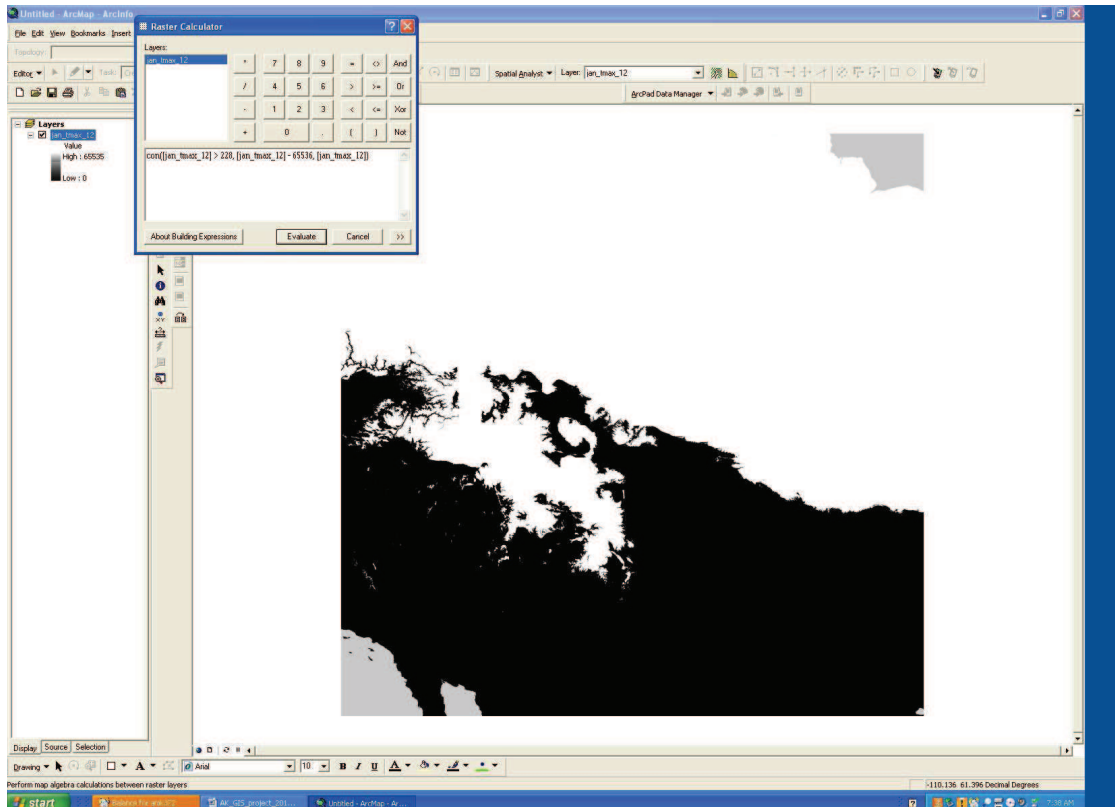 Untitled - ArcMap - ArcInfo
File Edit View Bookmarks Insert
Raster Calculator
Topology:
Layers:
jan_tmax_12
* 7 8 9 = <> And
/ 4 5 6 > >= Or
- 1 2 3 < <= Xor
+ 0 . ( ) Not
Editor Task:
Spatial Analyst Layer: jan_tmax_12
ArcPad Data Manager
con([jan_tmax_12] > 228, [jan_tmax_12] - 65536, [jan_tmax_12])
About Building Expressions Evaluate Cancel >>
Layers
jan_tmax_12
Value
High : 65535
Low : 0
Display Source Selection
Drawing A Arial 10 B I U A
Perform map algebra calculations between raster layers
-110.136 61.396 Decimal Degrees
start
AK_GIS_project_201...
Untitled - ArcMap - Ar...
7:38 AM